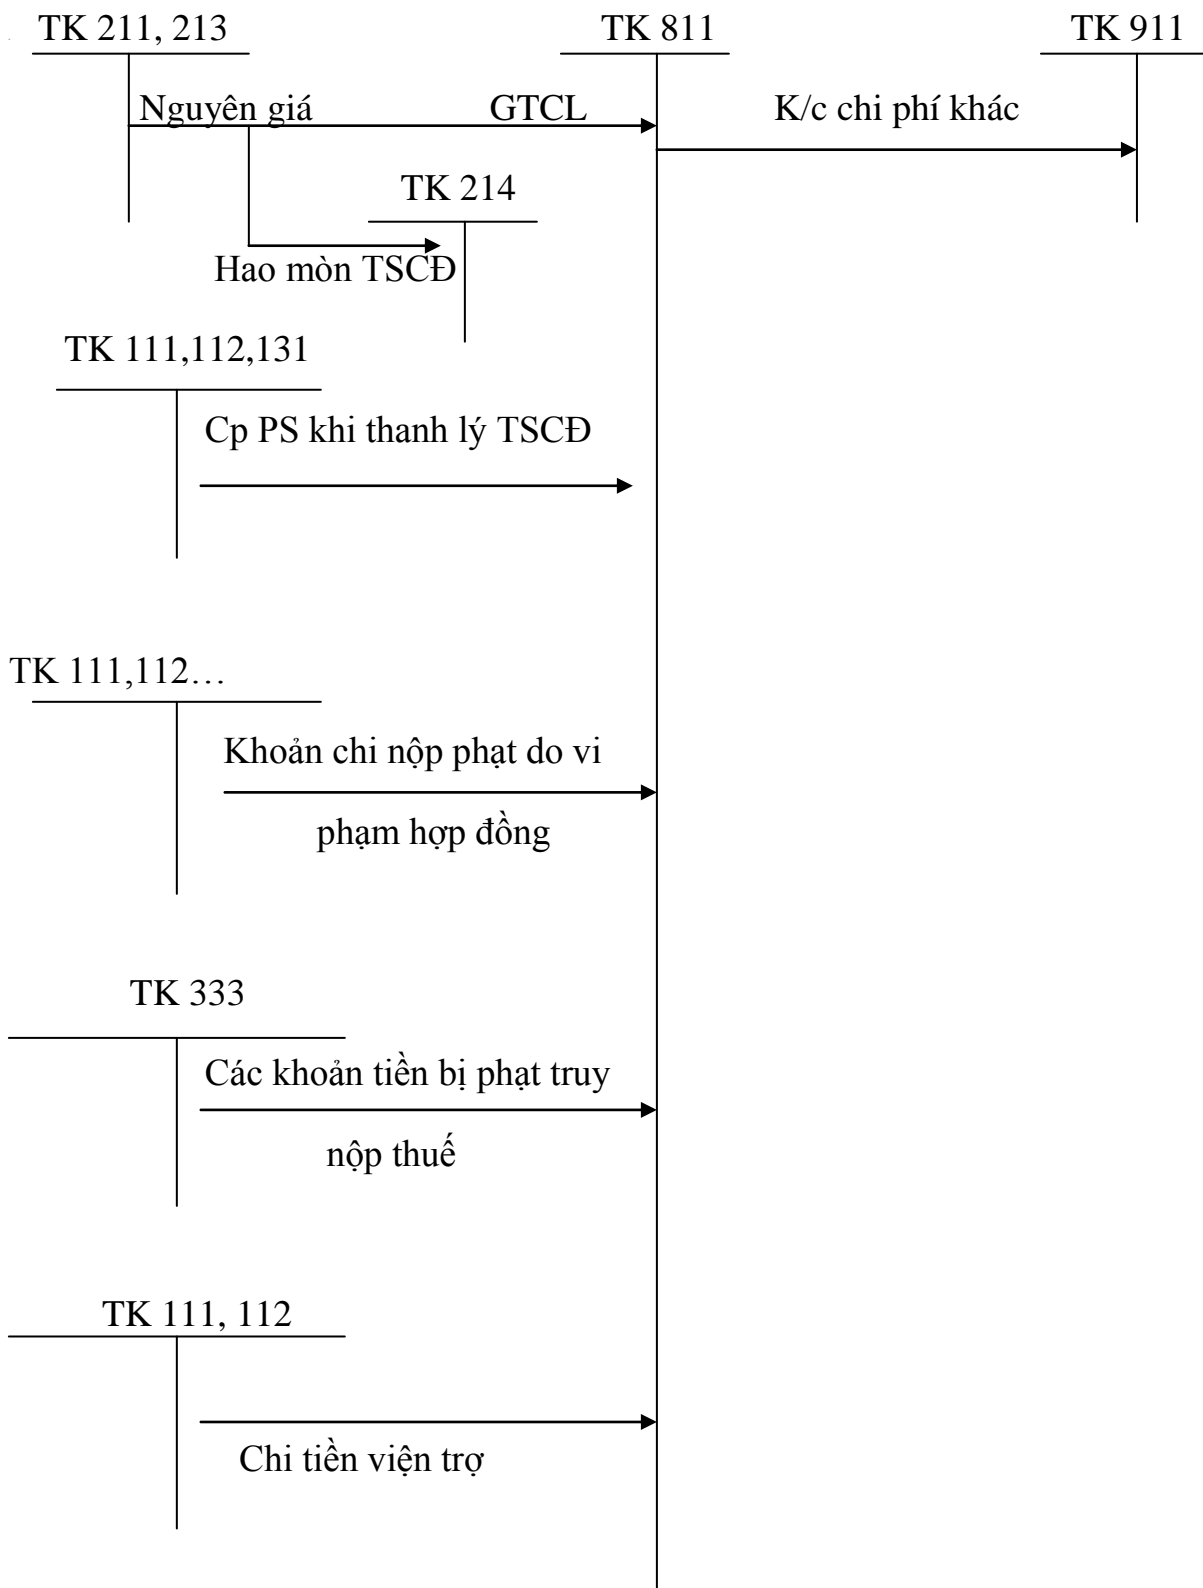 TK 211, 213 TK 811 TK 911
Nguyên giá GTCL K/c chi phí khác
TK 214
Hao mòn TSCĐ
TK 111,112,131
Cp PS khi thanh lý TSCĐ
TK 111,112…
Khoản chi nộp phạt do vi
phạm hợp đồng
TK 333
Các khoản tiền bị phạt truy
nộp thuế
TK 111, 112
Chi tiền viện trợ